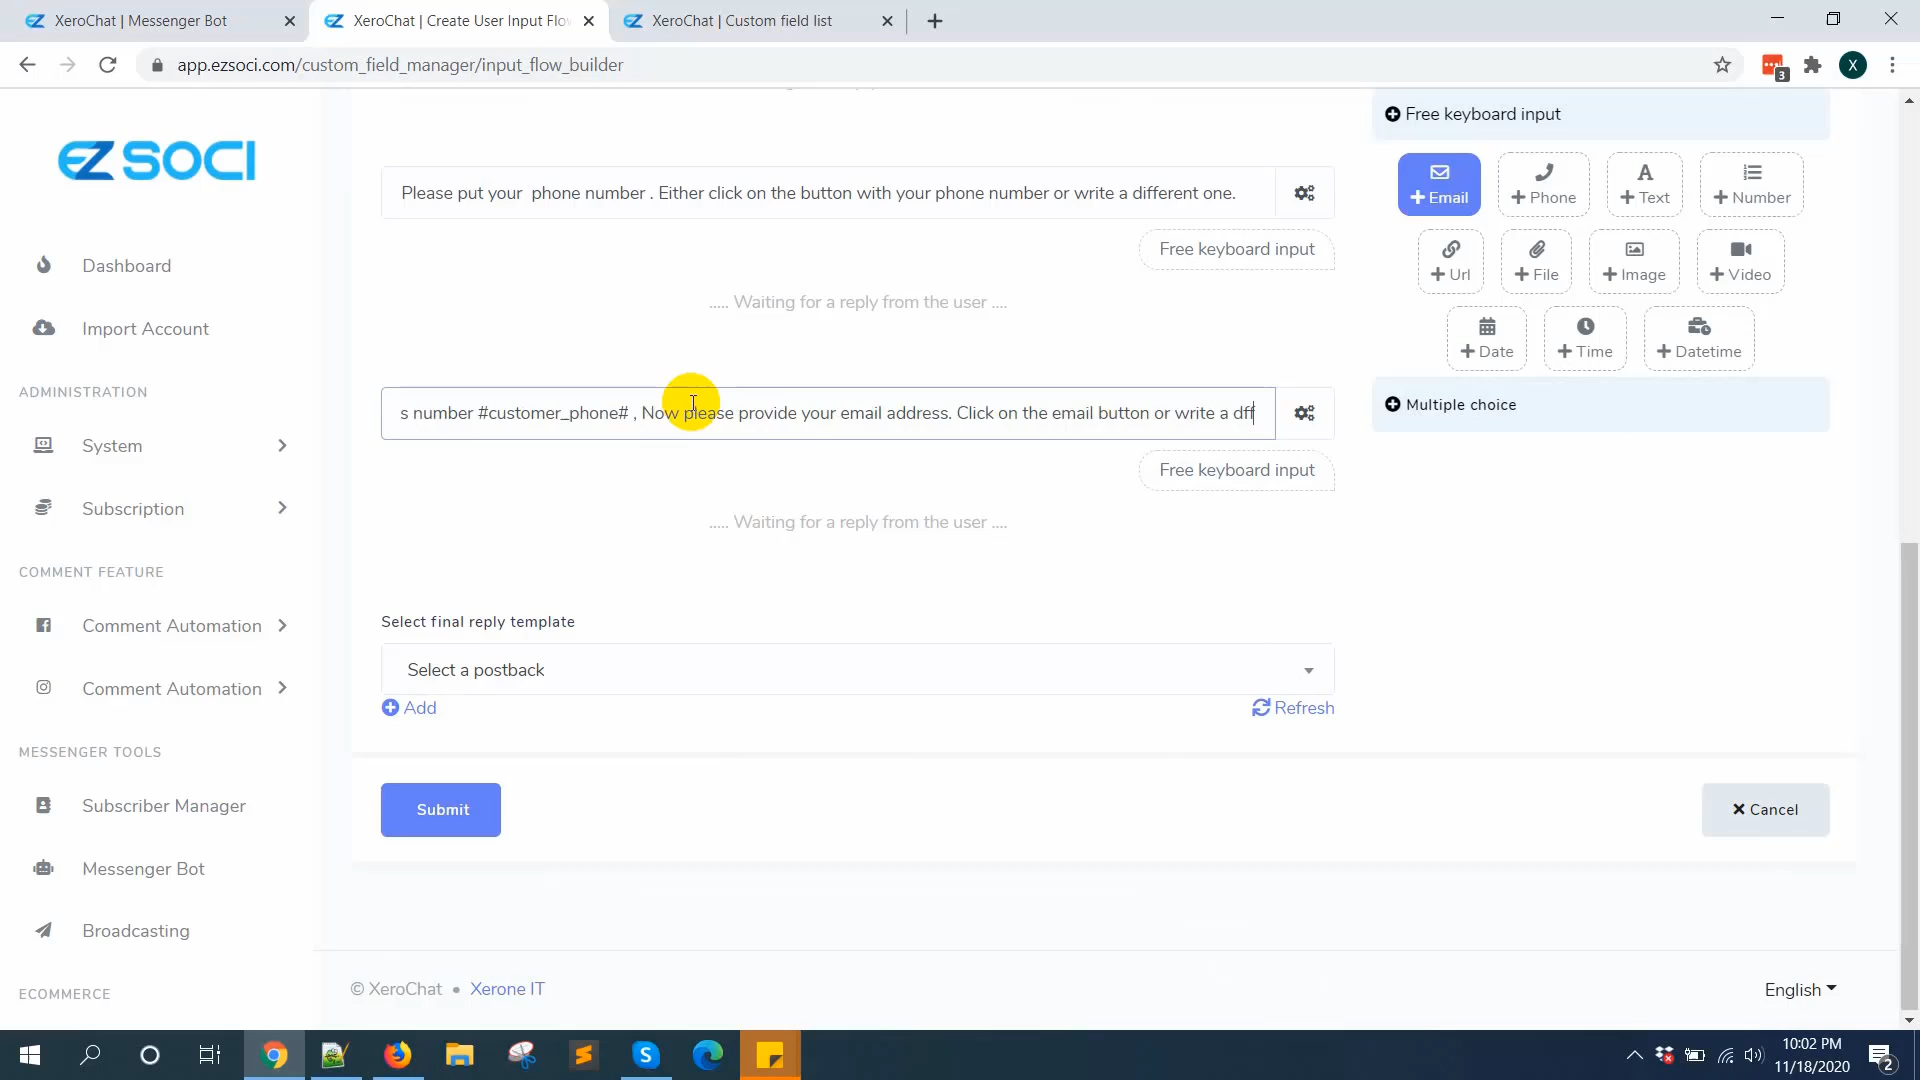 XeroChat | Messenger Bot
XeroChat | Create User Input Flo
XeroChat | Custom field list
app.ezsoci.com/custom_field_manager/input_flow_builder
3
X
EZ SOCI
Dashboard
Import Account
ADMINISTRATION
System
Subscription
COMMENT FEATURE
Comment Automation
Comment Automation
MESSENGER TOOLS
Subscriber Manager
Messenger Bot
Broadcasting
ECOMMERCE
Please put your phone number . Either click on the button with your phone number or write a different one.
Free keyboard input
..... Waiting for a reply from the user ....
s number #customer_phone# , Now please provide your email address. Click on the email button or write a dff
Free keyboard input
..... Waiting for a reply from the user ....
Select final reply template
Select a postback
Add
Refresh
Submit
Cancel
Free keyboard input
+ Email
+ Phone
+ Text
+ Number
+ Url
+ File
+ Image
+ Video
+ Date
+ Time
+ Datetime
Multiple choice
© XeroChat • Xerone IT
English
10:02 PM
11/18/2020
2